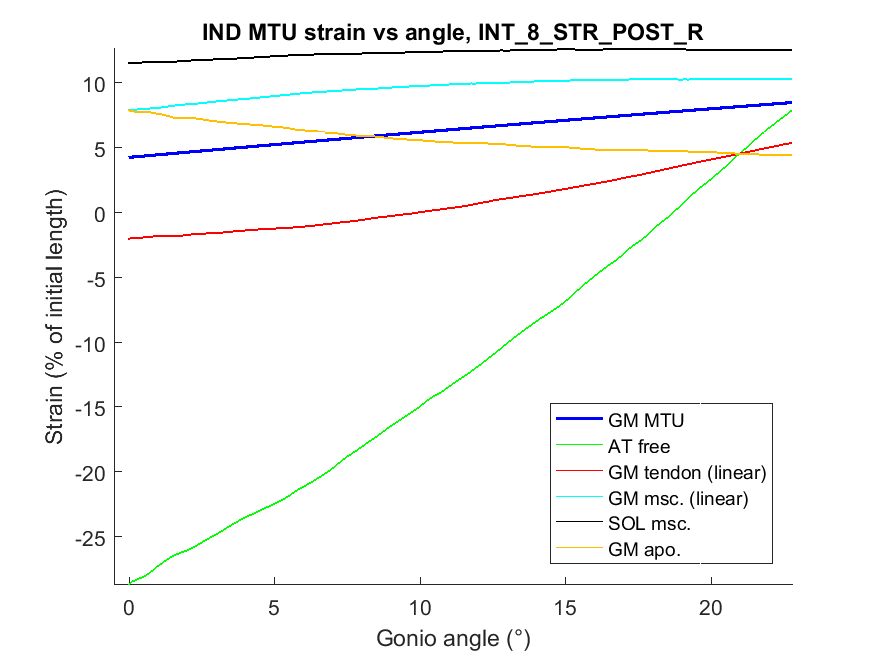 IND MTU strain vs angle, INT_8_STR_POST_R
Strain (% of initial length)
10
5
0
-5
-10
-15
-20
-25
GM MTU
AT free
GM tendon (linear)
GM msc. (linear)
SOL msc.
GM apo.
0 5 10 15 20
Gonio angle (°)